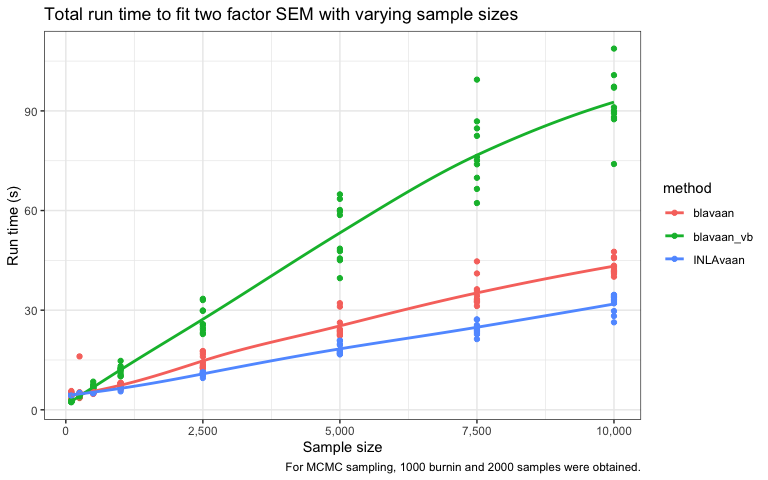 Total run time to fit two factor SEM with varying sample sizes
Run time (s)
90
60
30
0
0
2,500
5,000
7,500
10,000
Sample size
For MCMC sampling, 1000 burnin and 2000 samples were obtained.
method
blavaan
blavaan_vb
INLAvaan